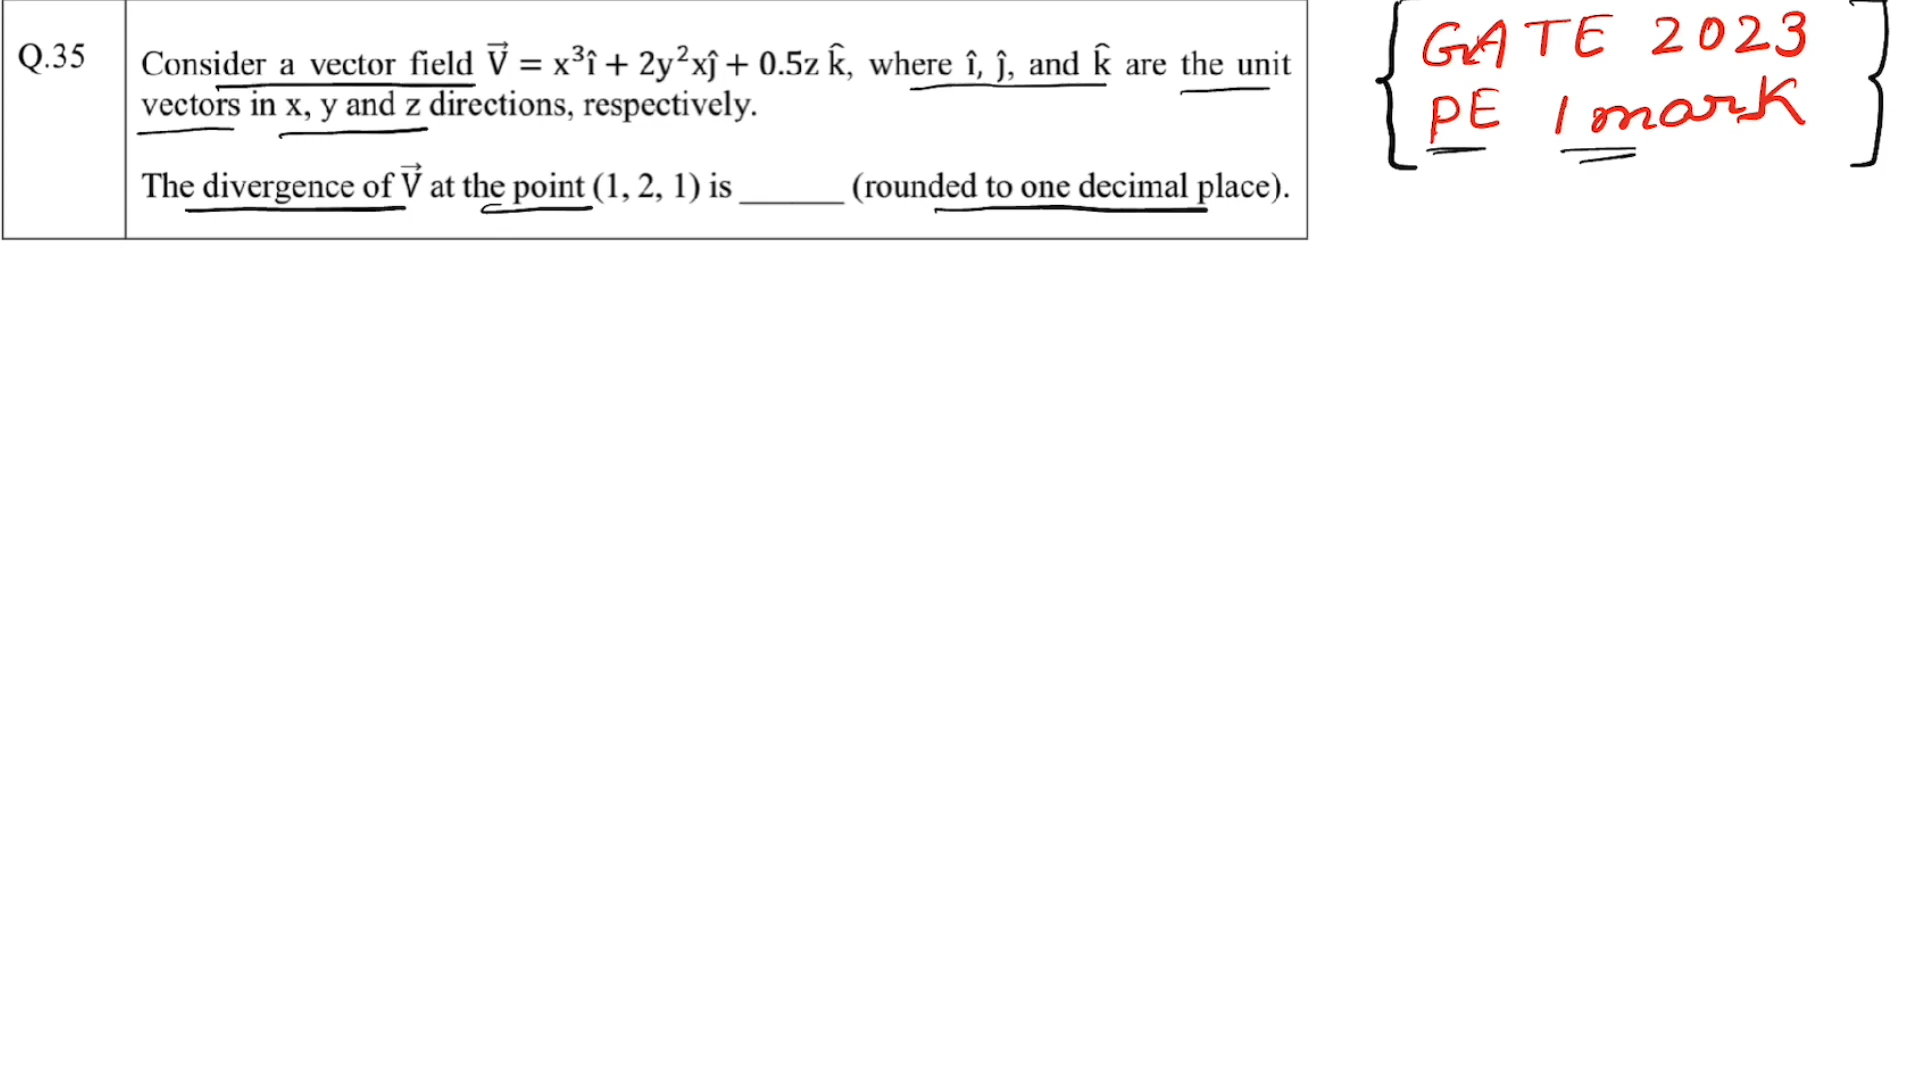 Q.35
Consider a vector field V⃗ = x³î + 2y²xĵ + 0.5z k̂, where î, ĵ, and k̂ are the unit
vectors in x, y and z directions, respectively.
The divergence of V⃗ at the point (1, 2, 1) is ______ (rounded to one decimal place).
GATE 2023
PE 1 mark